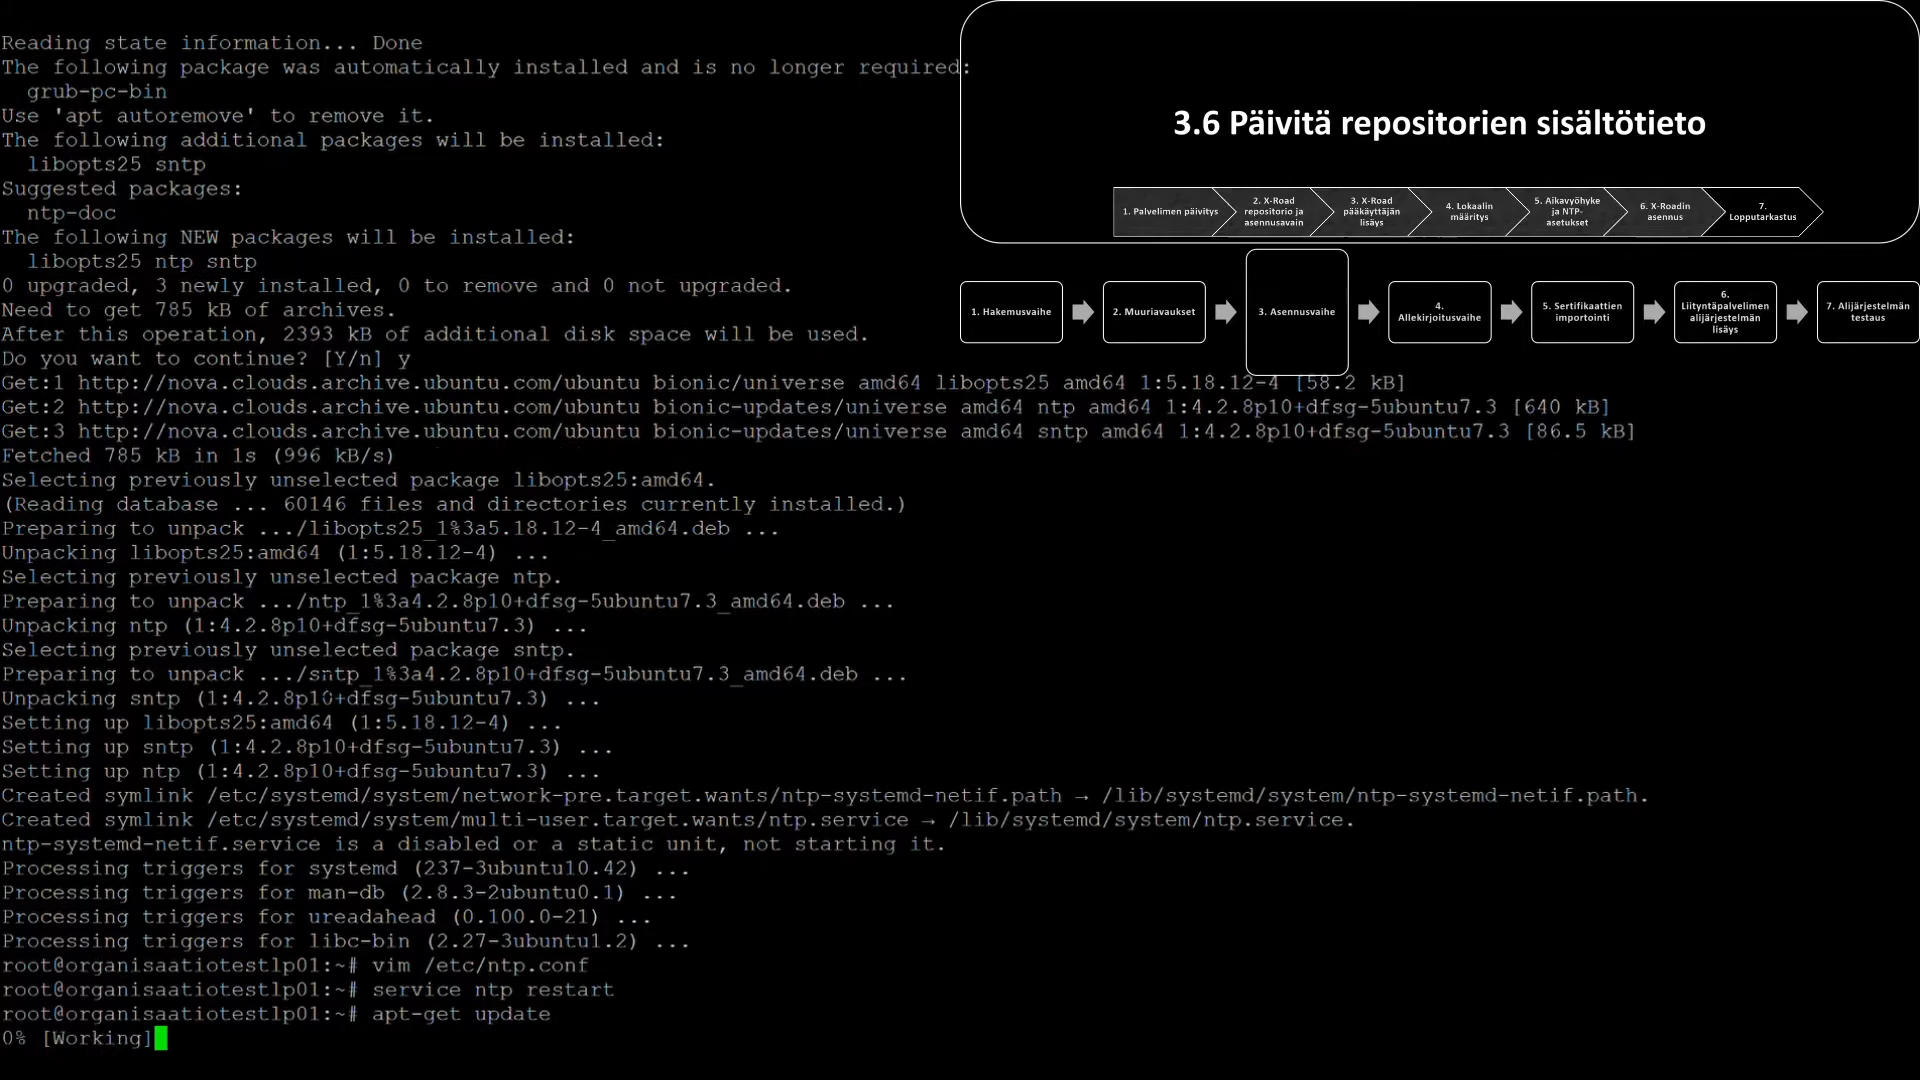 Reading state information... Done
The following package was automatically installed and is no longer required:
grub-pc-bin
Use 'apt autoremove' to remove it.
The following additional packages will be installed:
libopts25 sntp
Suggested packages:
ntp-doc
The following NEW packages will be installed:
libopts25 ntp sntp
0 upgraded, 3 newly installed, 0 to remove and 0 not upgraded.
Need to get 785 kB of archives.
After this operation, 2393 kB of additional disk space will be used.
Do you want to continue? [Y/n] y
Get:1 http://nova.clouds.archive.ubuntu.com/ubuntu bionic/universe amd64 libopts25 amd64 1:5.18.12-4 [58.2 kB]
Get:2 http://nova.clouds.archive.ubuntu.com/ubuntu bionic-updates/universe amd64 ntp amd64 1:4.2.8p10+dfsg-5ubuntu7.3 [640 kB]
Get:3 http://nova.clouds.archive.ubuntu.com/ubuntu bionic-updates/universe amd64 sntp amd64 1:4.2.8p10+dfsg-5ubuntu7.3 [86.5 kB]
Fetched 785 kB in 1s (996 kB/s)
Selecting previously unselected package libopts25:amd64.
(Reading database ... 60146 files and directories currently installed.)
Preparing to unpack .../libopts25_1%3a5.18.12-4_amd64.deb ...
Unpacking libopts25:amd64 (1:5.18.12-4) ...
Selecting previously unselected package ntp.
Preparing to unpack .../ntp_1%3a4.2.8p10+dfsg-5ubuntu7.3_amd64.deb ...
Unpacking ntp (1:4.2.8p10+dfsg-5ubuntu7.3) ...
Selecting previously unselected package sntp.
Preparing to unpack .../sntp_1%3a4.2.8p10+dfsg-5ubuntu7.3_amd64.deb ...
Unpacking sntp (1:4.2.8p10+dfsg-5ubuntu7.3) ...
Setting up libopts25:amd64 (1:5.18.12-4) ...
Setting up sntp (1:4.2.8p10+dfsg-5ubuntu7.3) ...
Setting up ntp (1:4.2.8p10+dfsg-5ubuntu7.3) ...
Created symlink /etc/systemd/system/network-pre.target.wants/ntp-systemd-netif.path → /lib/systemd/system/ntp-systemd-netif.path.
Created symlink /etc/systemd/system/multi-user.target.wants/ntp.service → /lib/systemd/system/ntp.service.
ntp-systemd-netif.service is a disabled or a static unit, not starting it.
Processing triggers for systemd (237-3ubuntu10.42) ...
Processing triggers for man-db (2.8.3-2ubuntu0.1) ...
Processing triggers for ureadahead (0.100.0-21) ...
Processing triggers for libc-bin (2.27-3ubuntu1.2) ...
root@organisaatiotestlp01:~# vim /etc/ntp.conf
root@organisaatiotestlp01:~# service ntp restart
root@organisaatiotestlp01:~# apt-get update
0% [Working]
3.6 Päivitä repositorien sisältötieto
1. Palvelimen päivitys
2. X-Road
repositorio ja
asennusavain
3. X-Road
pääkäyttäjän
lisäys
4. Lokaalin
määritys
5. Aikavyöhyke
ja NTP-
asetukset
6. X-Roadin
asennus
7.
Lopputarkastus
1. Hakemusvaihe
2. Muuriavaukset
3. Asennusvaihe
4.
Allekirjoitusvaihe
5. Sertifikaattien
importointi
6.
Liityntäpalvelimen
alijärjestelmän
lisäys
7. Alijärjestelmän
testaus